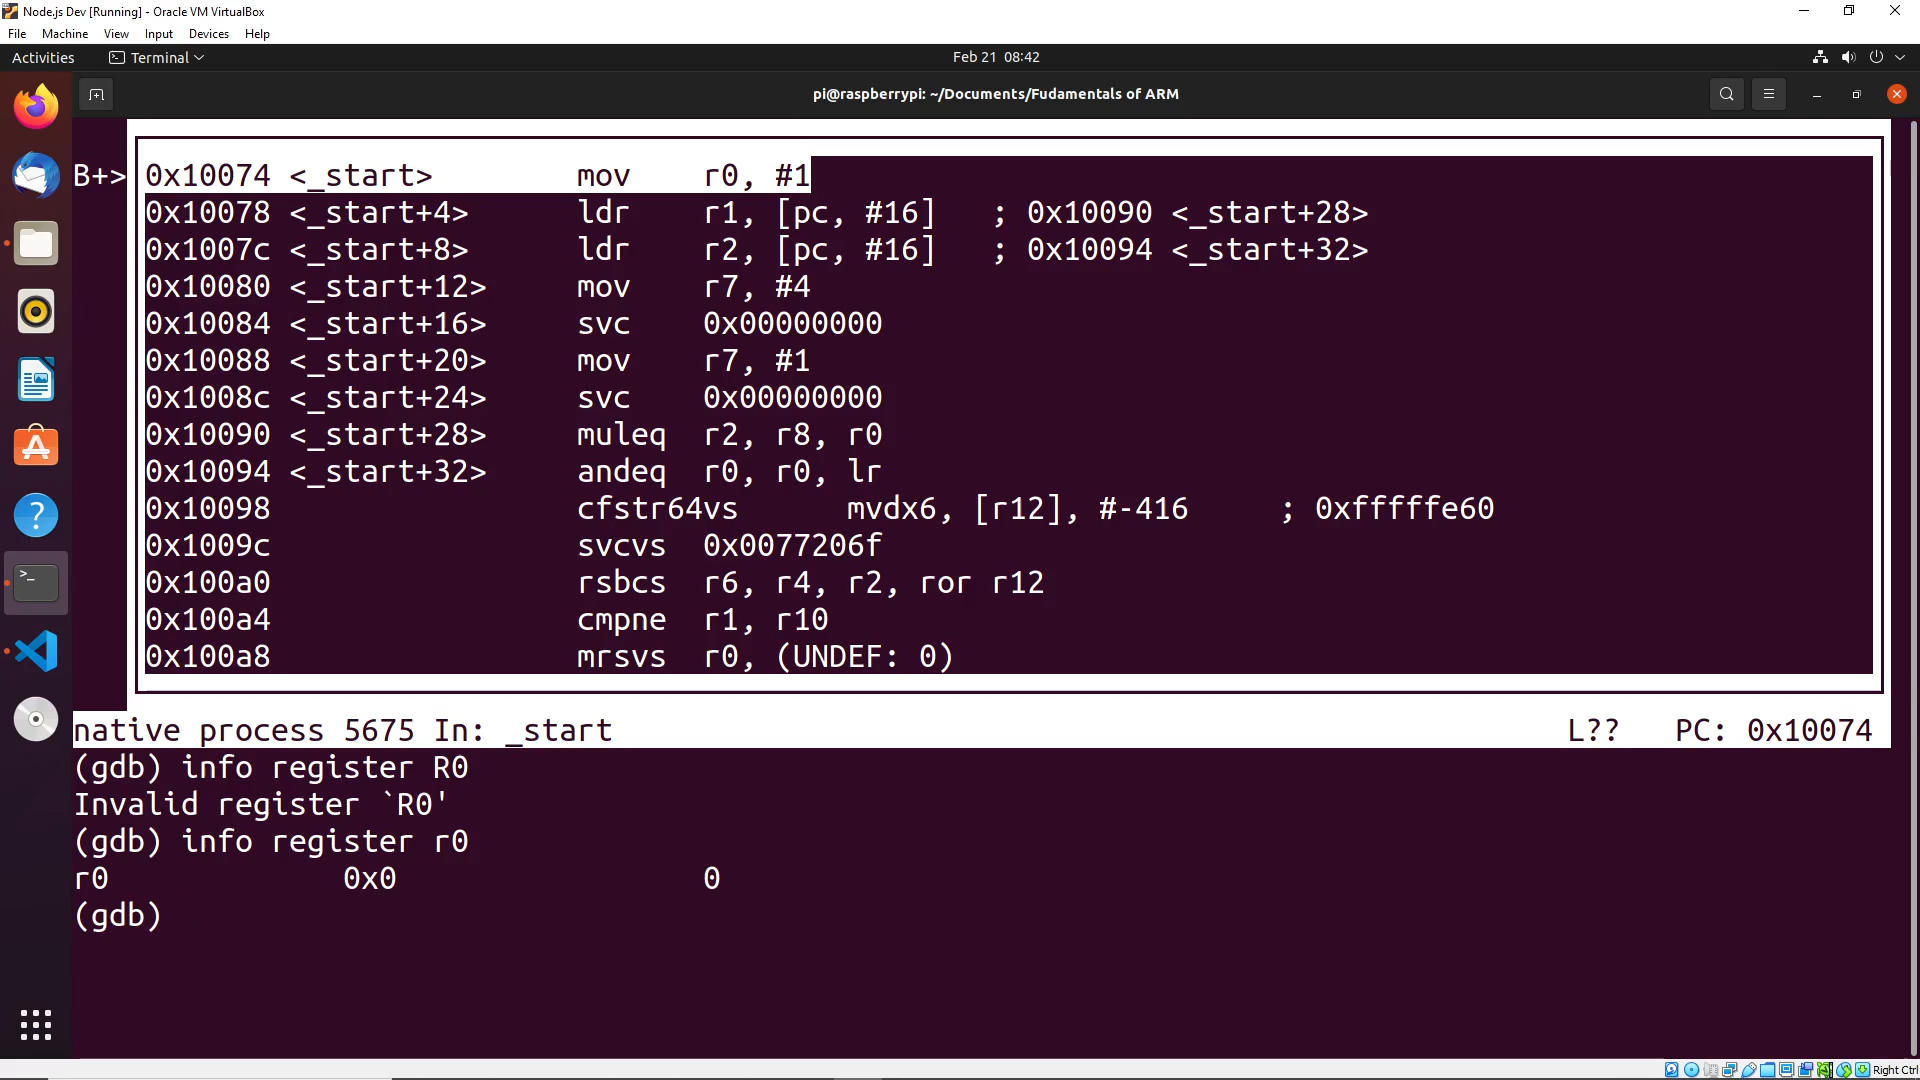 Node.js Dev [Running] - Oracle VM VirtualBox
File Machine View Input Devices Help
Activities Terminal Feb 21 08:42
pi@raspberrypi: ~/Documents/Fudamentals of ARM
B+> 0x10074 <_start> mov r0, #1
0x10078 <_start+4> ldr r1, [pc, #16] ; 0x10090 <_start+28>
0x1007c <_start+8> ldr r2, [pc, #16] ; 0x10094 <_start+32>
0x10080 <_start+12> mov r7, #4
0x10084 <_start+16> svc 0x00000000
0x10088 <_start+20> mov r7, #1
0x1008c <_start+24> svc 0x00000000
0x10090 <_start+28> muleq r2, r8, r0
0x10094 <_start+32> andeq r0, r0, lr
0x10098 cfstr64vs mvdx6, [r12], #-416 ; 0xfffffe60
0x1009c svcvs 0x0077206f
0x100a0 rsbcs r6, r4, r2, ror r12
0x100a4 cmpne r1, r10
0x100a8 mrsvs r0, (UNDEF: 0)
native process 5675 In: _start L?? PC: 0x10074
(gdb) info register R0
Invalid register `R0'
(gdb) info register r0
r0 0x0 0
(gdb)
Right Ctrl